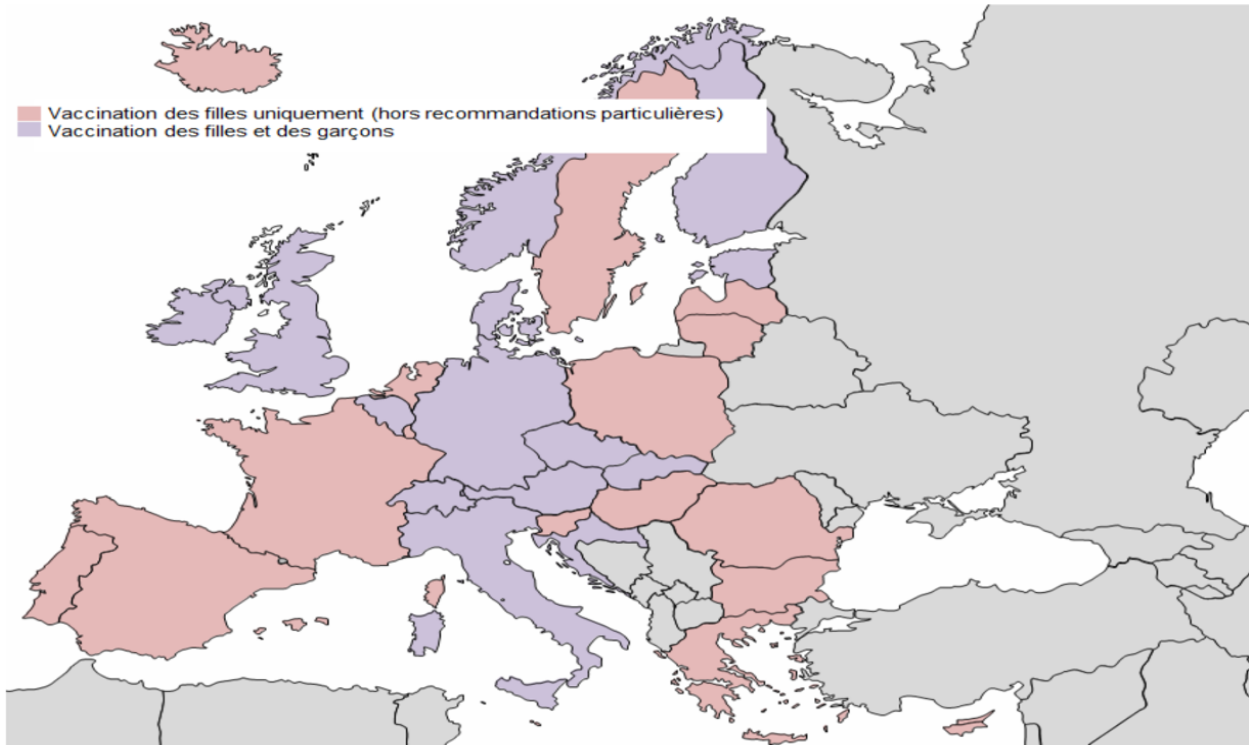 Vaccination des filles uniquement (hors recommandations particulières)
Vaccination des filles et des garçons